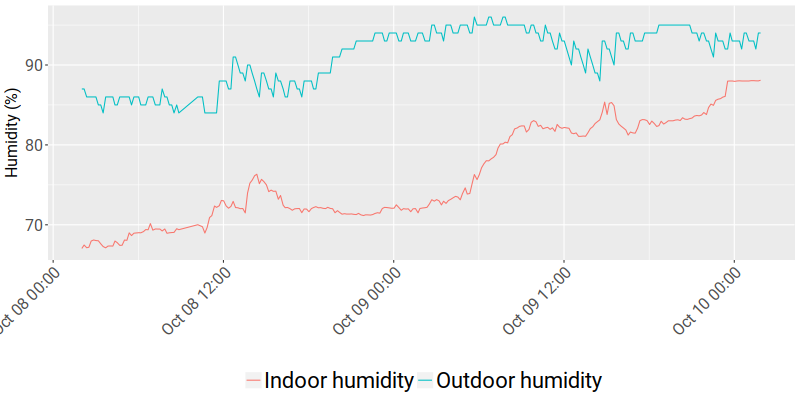 Humidity (%)
90
80
70
Oct 08 00:00
Oct 08 12:00
Oct 09 00:00
Oct 09 12:00
Oct 10 00:00
Indoor humidity
Outdoor humidity